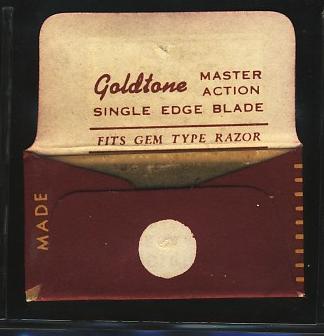 Goldtone MASTER
ACTION
SINGLE EDGE BLADE
FITS GEM TYPE RAZOR
MADE